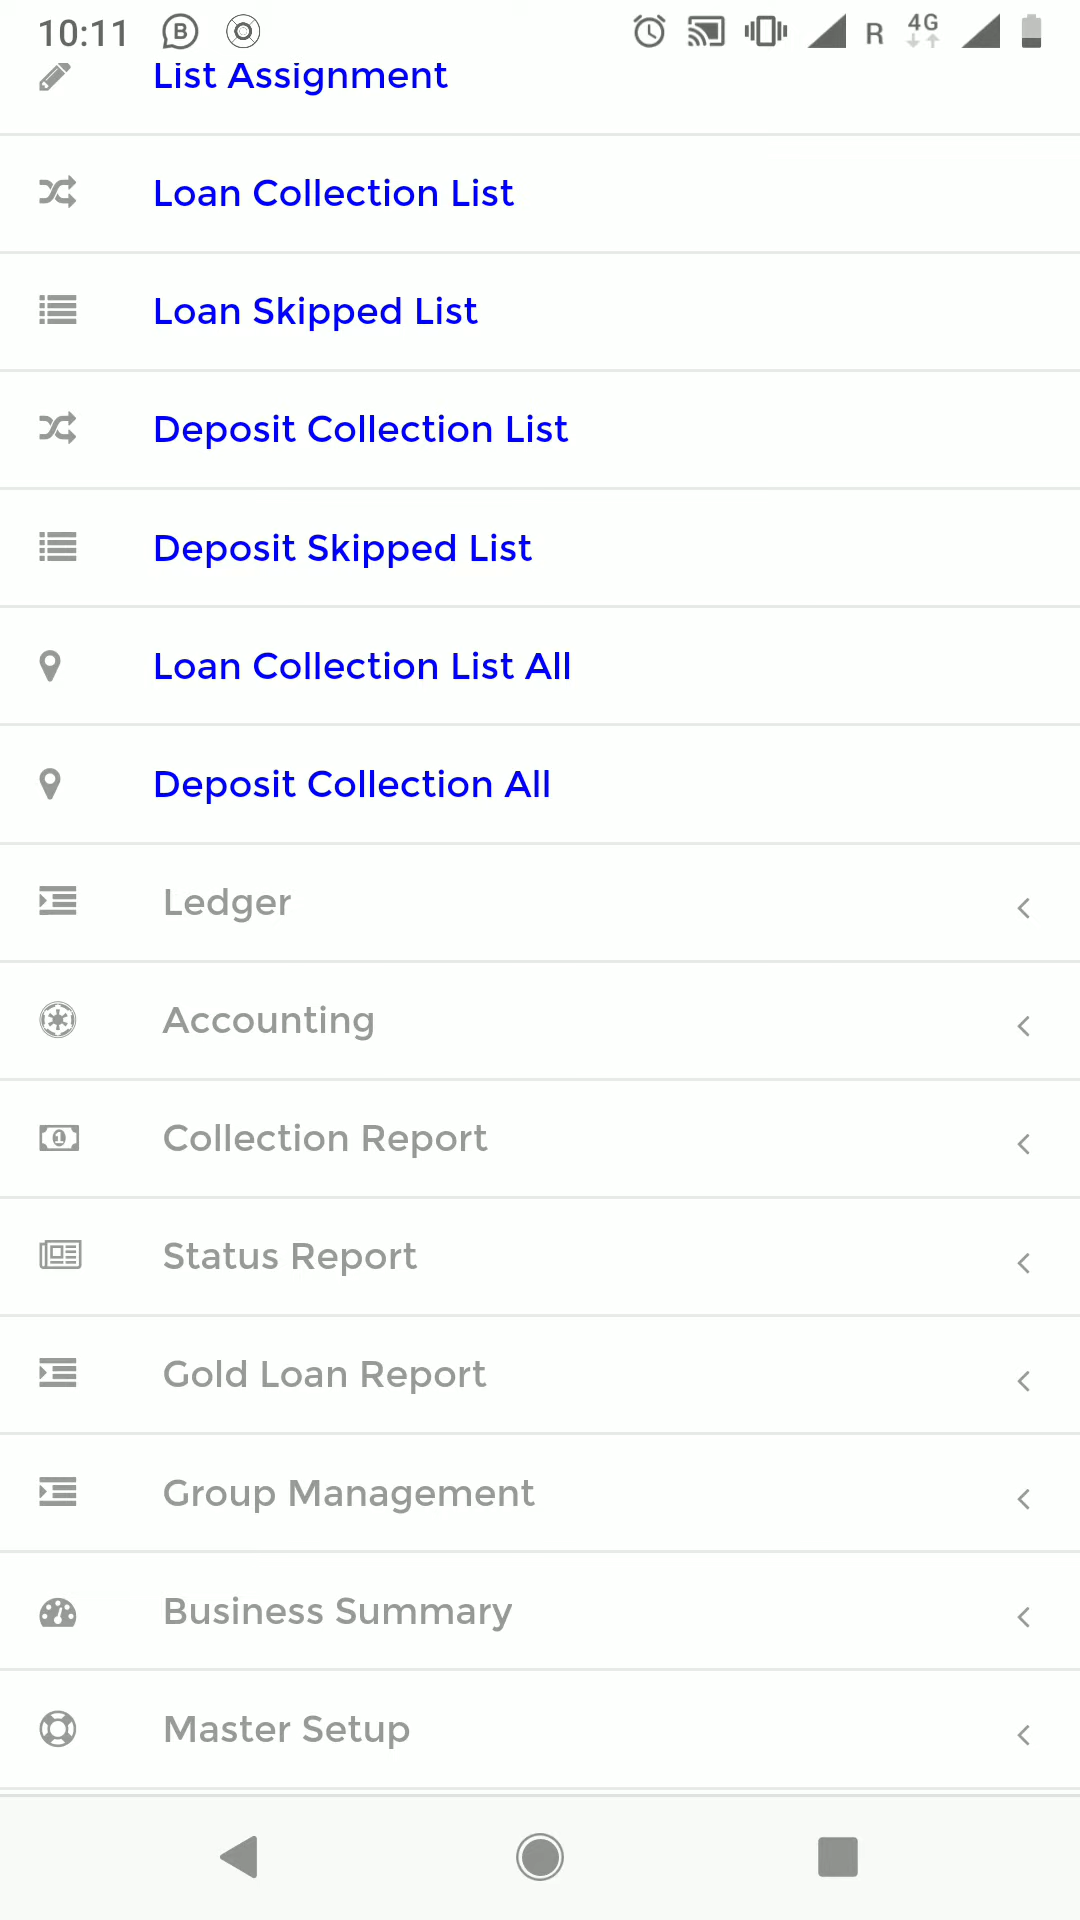 10:11
R
4G
List Assignment
Loan Collection List
Loan Skipped List
Deposit Collection List
Deposit Skipped List
Loan Collection List All
Deposit Collection All
Ledger
Accounting
Collection Report
Status Report
Gold Loan Report
Group Management
Business Summary
Master Setup